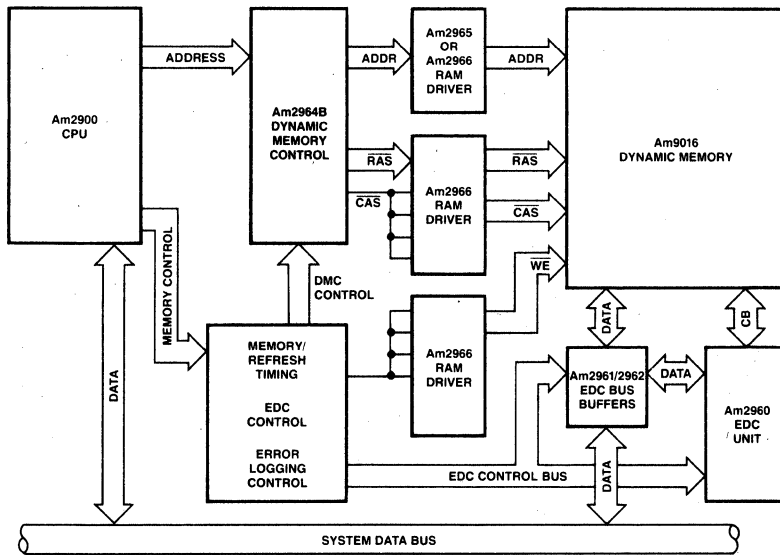 Am2900
CPU
ADDRESS
Am2964B
DYNAMIC
MEMORY
CONTROL
ADDR
Am2965
OR
Am2966
RAM
DRIVER
ADDR
Am9016
DYNAMIC MEMORY
RAS
CAS
Am2966
RAM
DRIVER
RAS
CAS
WE
MEMORY CONTROL
DMC
CONTROL
DATA
MEMORY/
REFRESH
TIMING
EDC
CONTROL
ERROR
LOGGING
CONTROL
Am2966
RAM
DRIVER
DATA
CB
Am2961/2962
EDC BUS
BUFFERS
DATA
Am2960
EDC
UNIT
EDC CONTROL BUS
DATA
SYSTEM DATA BUS